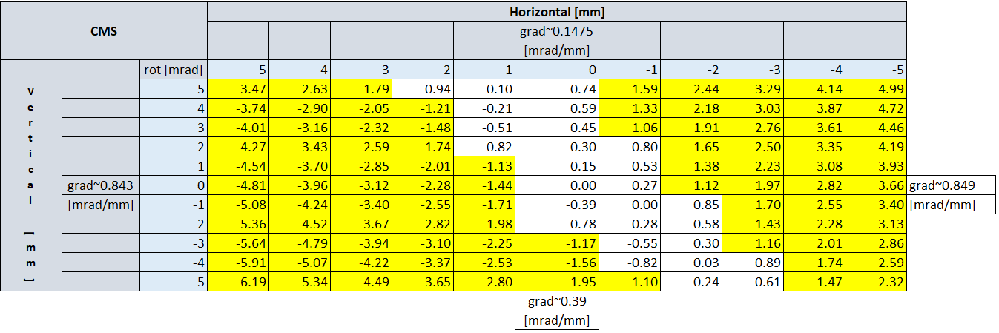 Horizontal [mm]
CMS
grad~0.1475
[mrad/mm]
rot [mrad] 5 4 3 2 1 0 -1 -2 -3 -4 -5
Vertical [mm]
5 -3.47 -2.63 -1.79 -0.94 -0.10 0.74 1.59 2.44 3.29 4.14 4.99
4 -3.74 -2.90 -2.05 -1.21 -0.21 0.59 1.33 2.18 3.03 3.87 4.72
3 -4.01 -3.16 -2.32 -1.48 -0.51 0.45 1.06 1.91 2.76 3.61 4.46
2 -4.27 -3.43 -2.59 -1.74 -0.82 0.30 0.80 1.65 2.50 3.35 4.19
1 -4.54 -3.70 -2.85 -2.01 -1.13 0.15 0.53 1.38 2.23 3.08 3.93
grad~0.843 0 -4.81 -3.96 -3.12 -2.28 -1.44 0.00 0.27 1.12 1.97 2.82 3.66 grad~0.849
[mrad/mm] -1 -5.08 -4.24 -3.40 -2.55 -1.71 -0.39 0.00 0.85 1.70 2.55 3.40 [mrad/mm]
-2 -5.36 -4.52 -3.67 -2.82 -1.98 -0.78 -0.28 0.58 1.43 2.28 3.13
-3 -5.64 -4.79 -3.94 -3.10 -2.25 -1.17 -0.55 0.30 1.16 2.01 2.86
-4 -5.91 -5.07 -4.22 -3.37 -2.53 -1.56 -0.82 0.03 0.89 1.74 2.59
-5 -6.19 -5.34 -4.49 -3.65 -2.80 -1.95 -1.10 -0.24 0.61 1.47 2.32
grad~0.39
[mrad/mm]